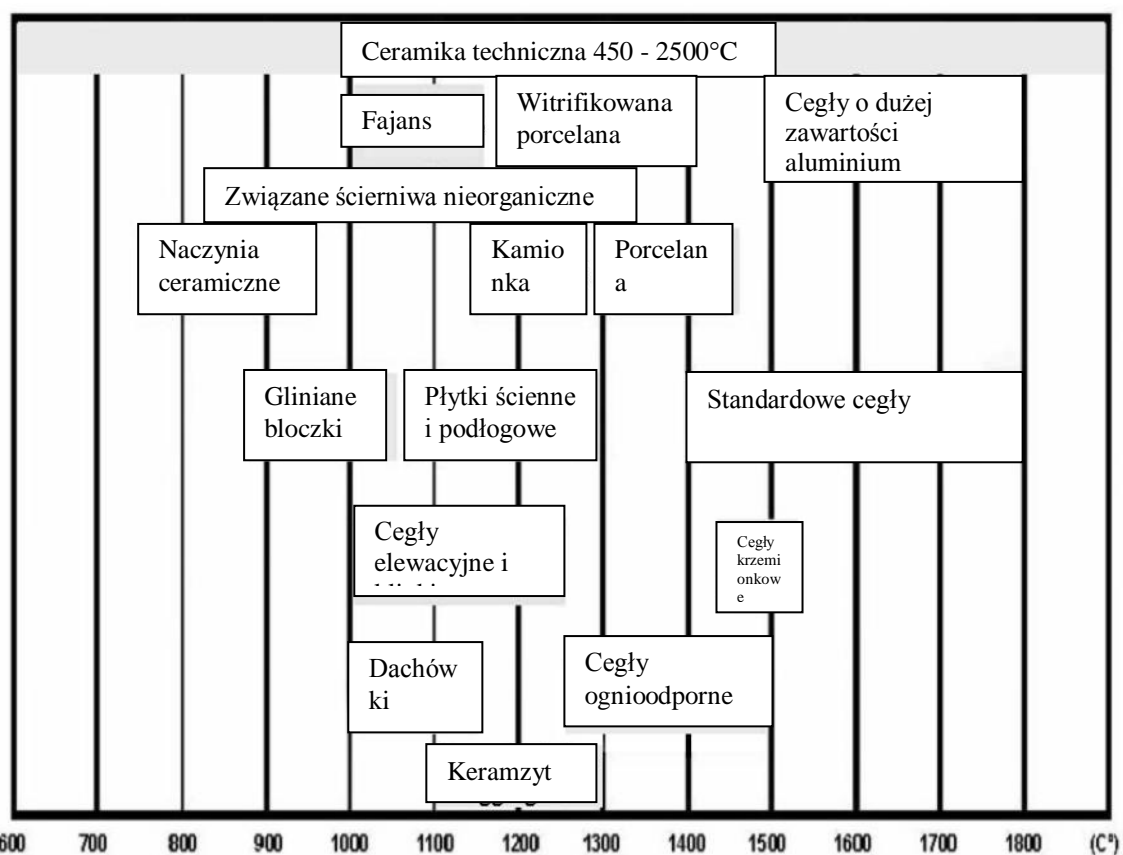 Ceramika techniczna 450 - 2500°C
Fajans
Witrifikowana
porcelana
Cegły o dużej
zawartości
aluminium
Związane ścierniwa nieorganiczne
Naczynia
ceramiczne
Kamio
nka
Porcelan
a
Gliniane
bloczki
Płytki ścienne
i podłogowe
Standardowe cegły
Cegły
elewacyjne i
Cegły
krzemi
onkow
e
Dachów
ki
Cegły
ognioodporne
Keramzyt
600 700 800 900 1000 1100 1200 1300 1400 1500 1600 1700 1800 (C°)